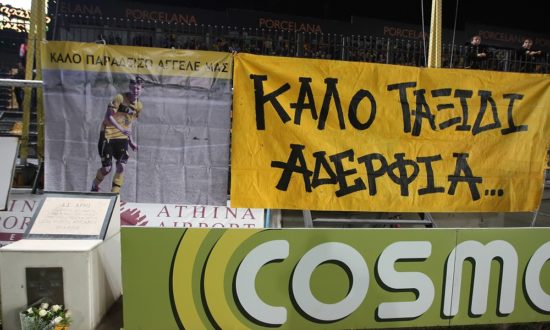 PORCELANA
PORCELANA
PORCELANA
ΚΑΛΟ ΠΑΡΑΔΕΙΣΟ ΑΓΓΕΛΕ ΜΑΣ
ΚΑΛΟ ΤΑΞΙΔΙ
ΑΔΕΡΦΙΑ...
ATHINA
AIRPORT
COSMO